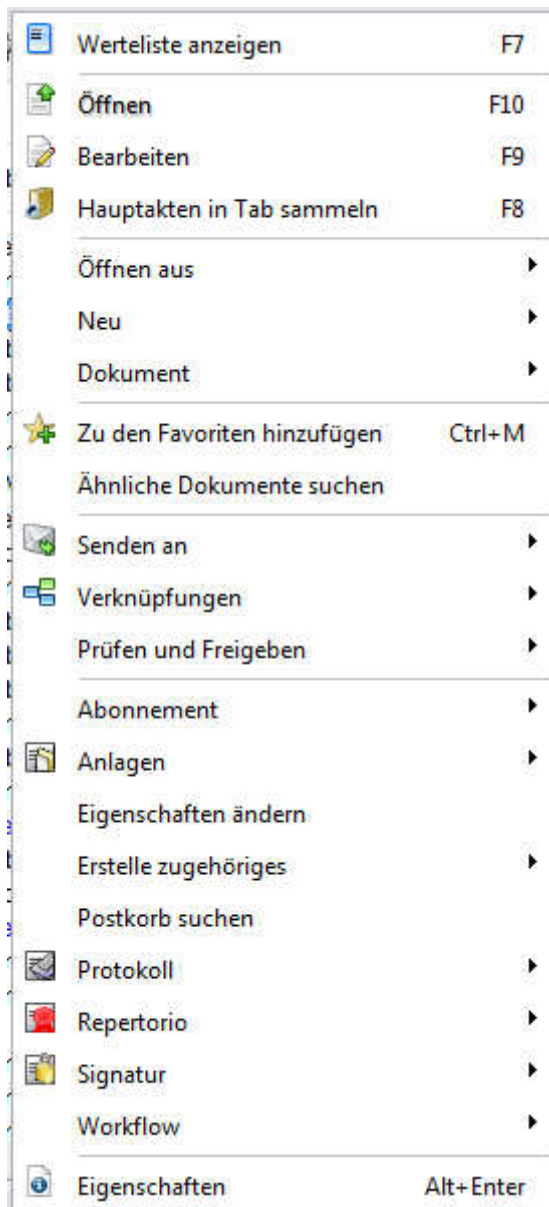 Werteliste anzeigen F7
Öffnen F10
Bearbeiten F9
Hauptakten in Tab sammeln F8
Öffnen aus
Neu
Dokument
Zu den Favoriten hinzufügen Ctrl+M
Ähnliche Dokumente suchen
Senden an
Verknüpfungen
Prüfen und Freigeben
Abonnement
Anlagen
Eigenschaften ändern
Erstelle zugehöriges
Postkorb suchen
Protokoll
Repertorio
Signatur
Workflow
Eigenschaften Alt+Enter